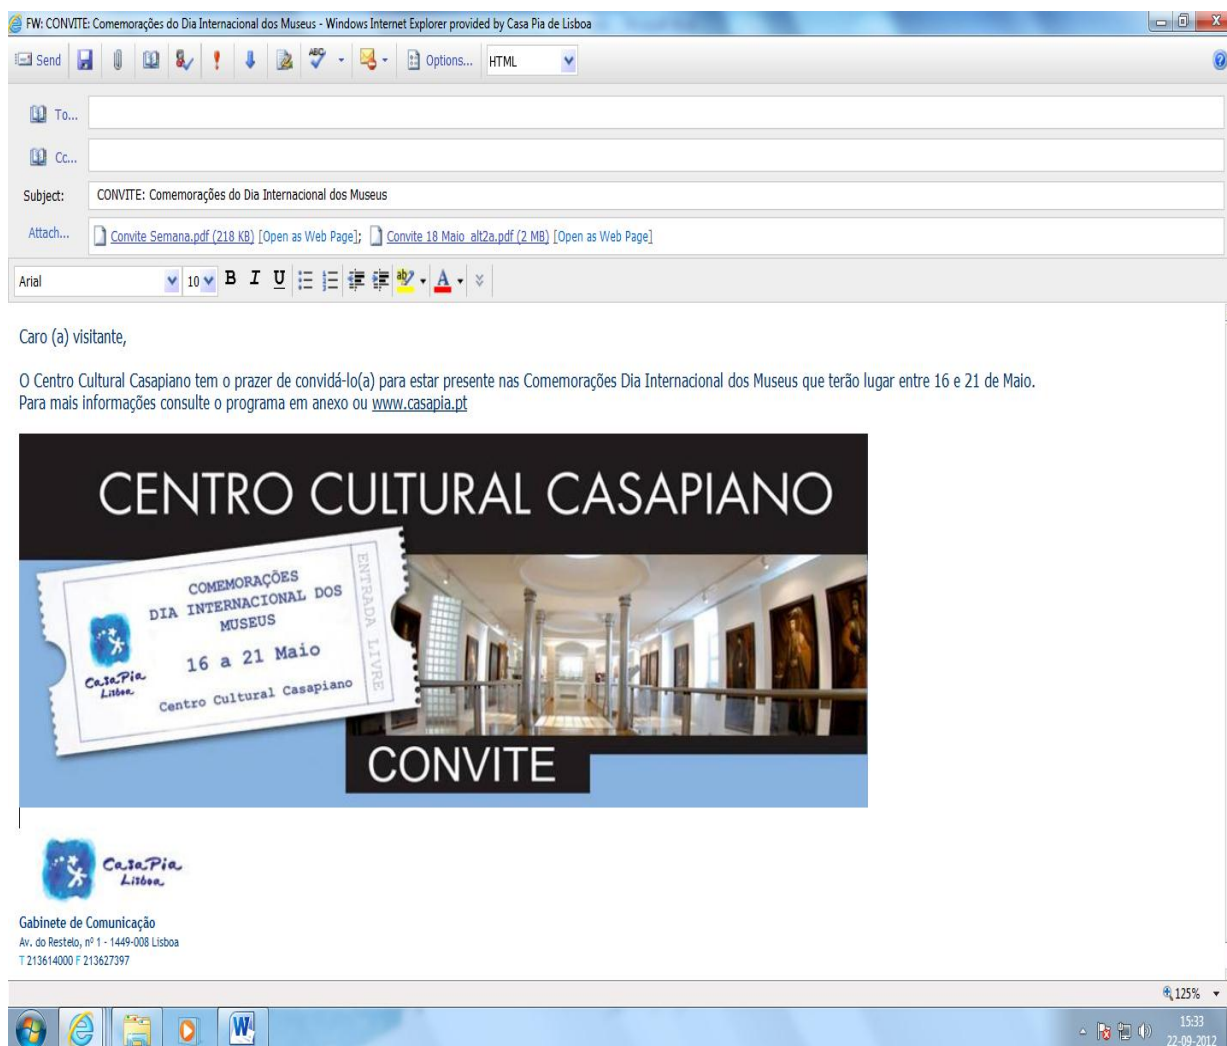 FW: CONVITE: Comemorações do Dia Internacional dos Museus - Windows Internet Explorer provided by Casa Pia de Lisboa
Send
Options...
HTML
To...
Cc...
Subject:
CONVITE: Comemorações do Dia Internacional dos Museus
Attach...
Convite Semana.pdf (218 KB) [Open as Web Page]; Convite 18 Maio alt2a.pdf (2 MB) [Open as Web Page]
Arial 10 B I U A
Caro (a) visitante,
O Centro Cultural Casapiano tem o prazer de convidá-lo(a) para estar presente nas Comemorações Dia Internacional dos Museus que terão lugar entre 16 e 21 de Maio.
Para mais informações consulte o programa em anexo ou www.casapia.pt
CENTRO CULTURAL CASAPIANO
COMEMORAÇÕES
DIA INTERNACIONAL DOS
MUSEUS
16 a 21 Maio
Centro Cultural Casapiano
CasaPia
Lisboa
ENTRADA LIVRE
CONVITE
CasaPia
Lisboa
Gabinete de Comunicação
Av. do Restelo, nº 1 - 1449-008 Lisboa
T 213614000 F 213627397
125%
15:33
22-09-2012